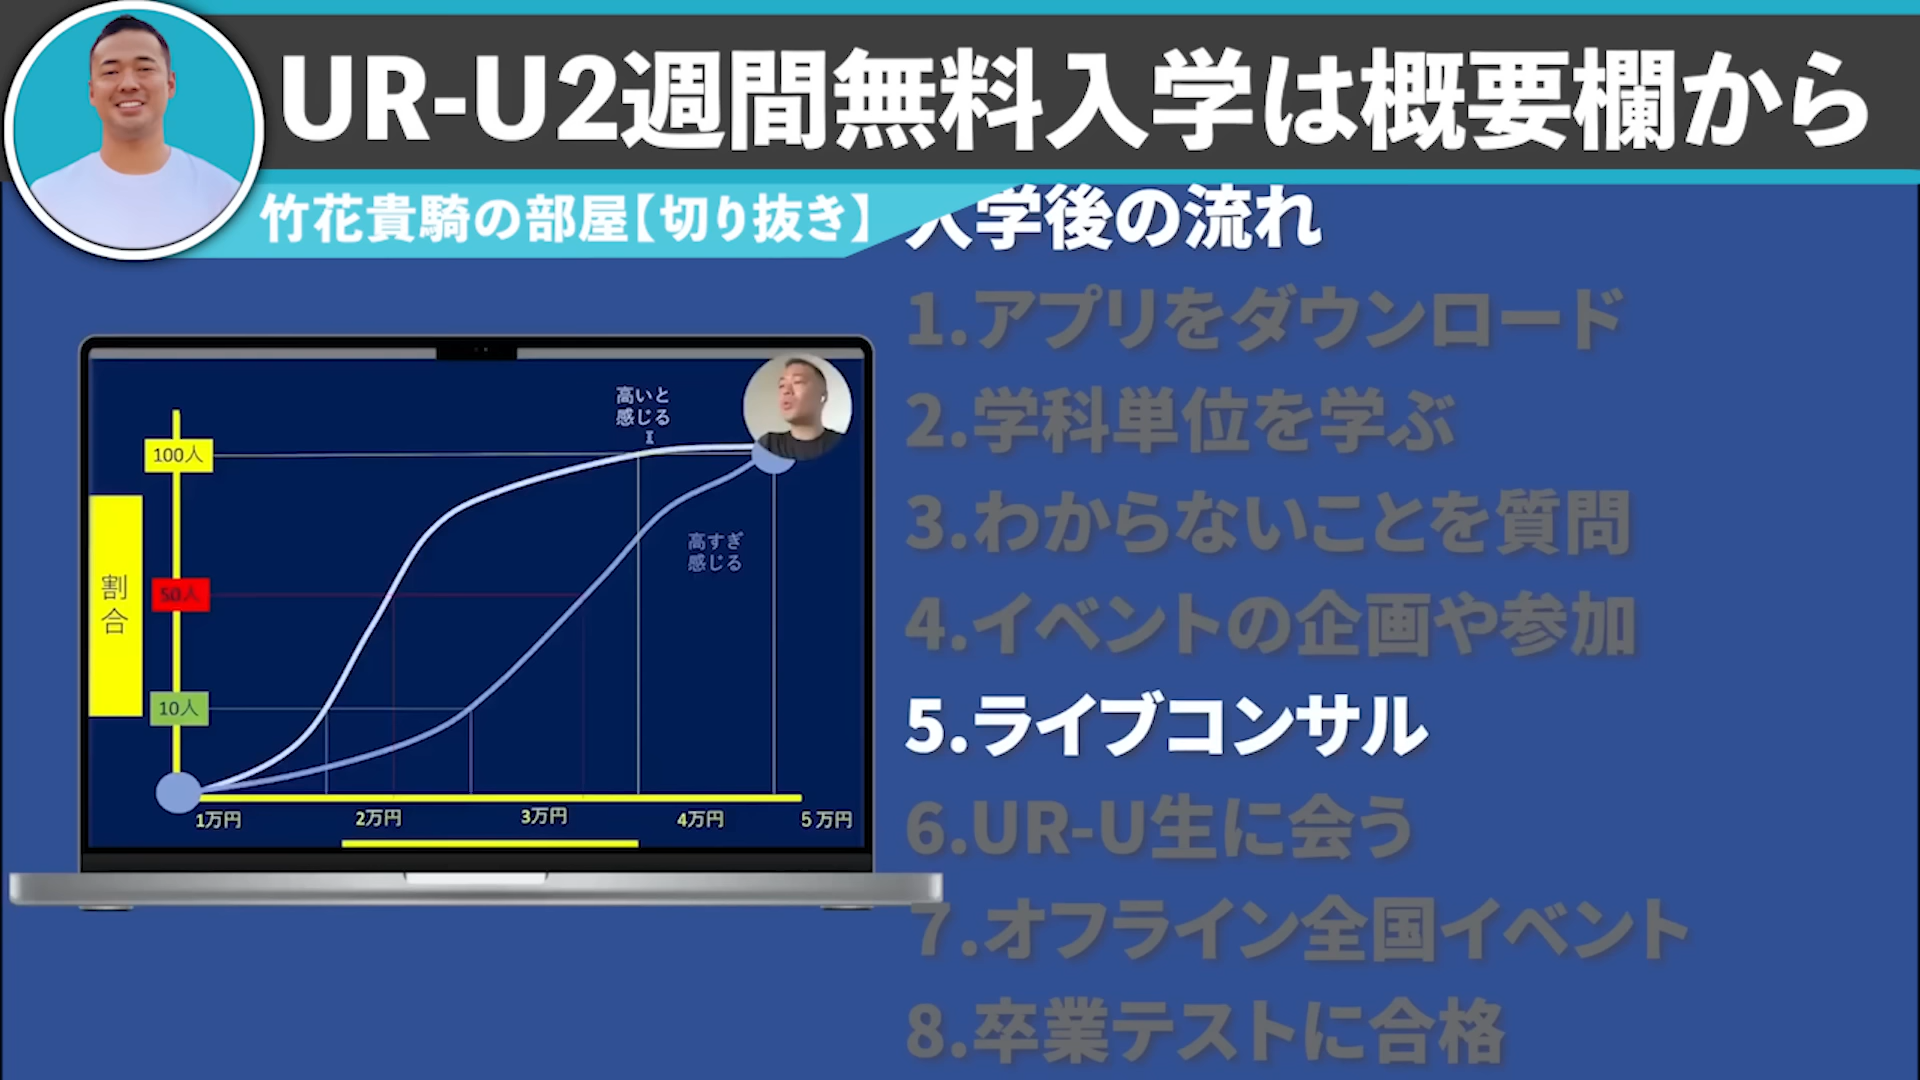 UR-U2週間無料入学は概要欄から
竹花貴騎の部屋【切り抜き】
入学後の流れ
1.アプリをダウンロード
2.学科単位を学ぶ
3.わからないことを質問
4.イベントの企画や参加
5.ライブコンサル
6.UR-U生に会う
7.オフライン全国イベント
8.卒業テストに合格
高いと
感じる
100人
高すぎ
感じる
割合
50人
10人
1万円
2万円
3万円
4万円
5万円